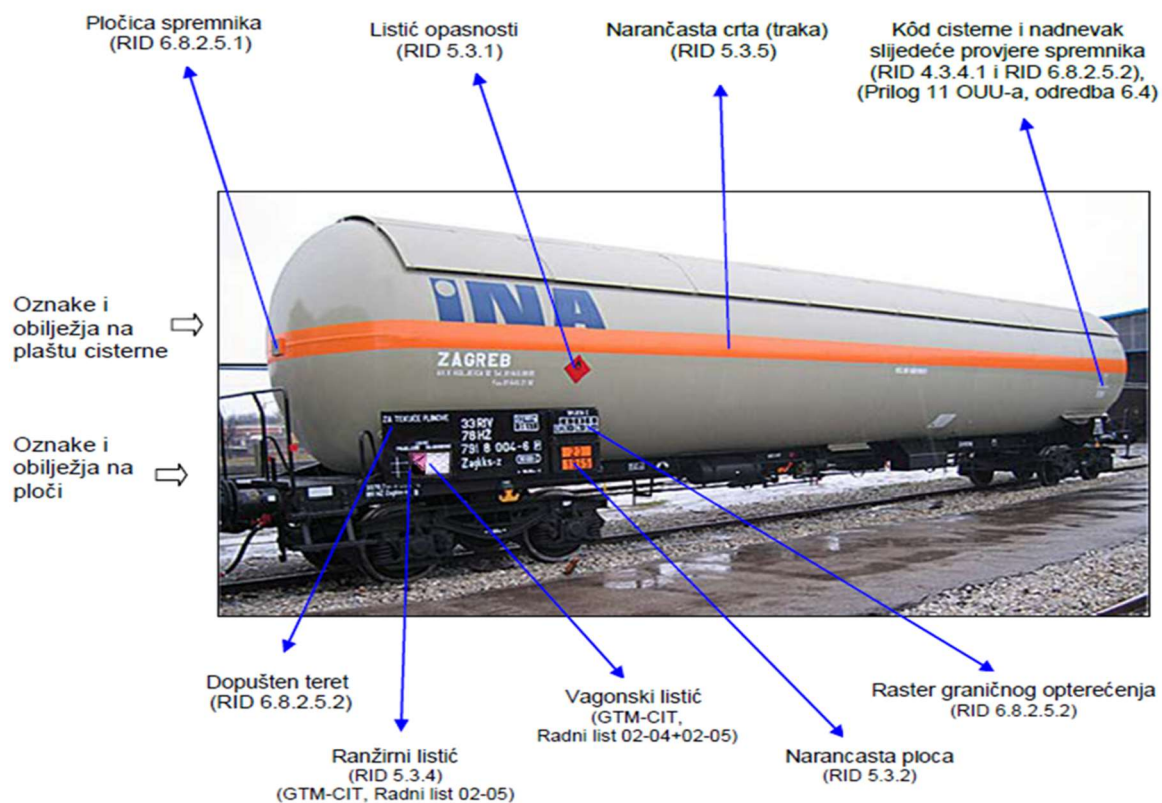 Pločica spremnika
(RID 6.8.2.5.1)
Listić opasnosti
(RID 5.3.1)
Narančasta crta (traka)
(RID 5.3.5)
Kôd cisterne i nadnevak
slijedeće provjere spremnika
(RID 4.3.4.1 i RID 6.8.2.5.2),
(Prilog 11 OUU-a, odredba 6.4)
Oznake i
obilježja na
plaštu cisterne
iNA
ZAGREB
Oznake i
obilježja na
ploči
ZA TEKUĆE PLINOVE
33 RIV
78 HŽ
791 8 004-6
Zagkks-z
Dopušten teret
(RID 6.8.2.5.2)
Ranžirni listić
(RID 5.3.4)
(GTM-CIT, Radni list 02-05)
Vagonski listić
(GTM-CIT,
Radni list 02-04+02-05)
Narancasta ploca
(RID 5.3.2)
Raster graničnog opterećenja
(RID 6.8.2.5.2)